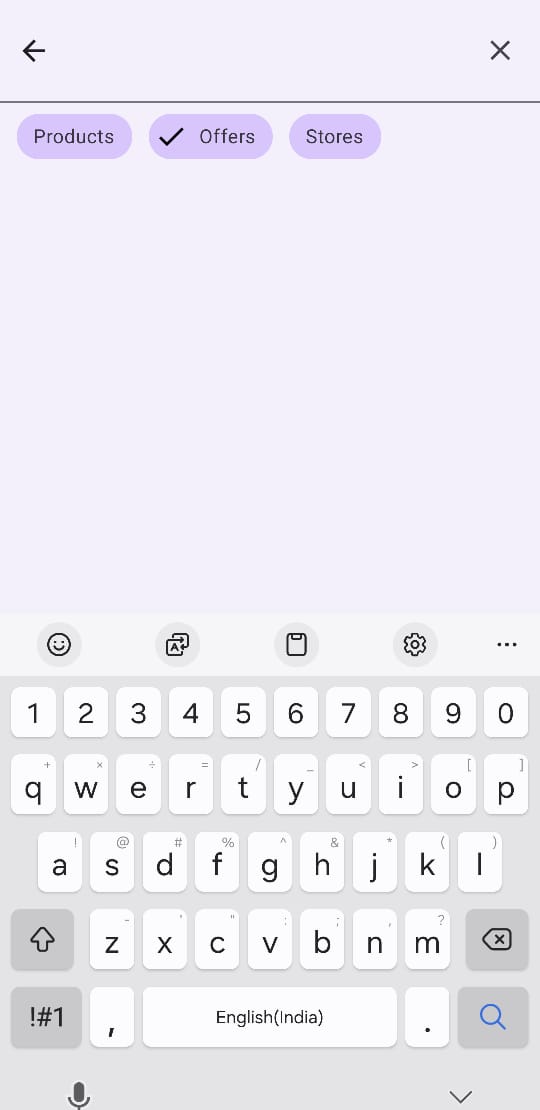 Products Offers Stores
1 2 3 4 5 6 7 8 9 0
+ × ÷ = / _ < > [ ]
q w e r t y u i o p
! @ # % ^ & * ( )
a s d f g h j k l
- ' " : ; , ?
z x c v b n m
!#1 , English(India) .